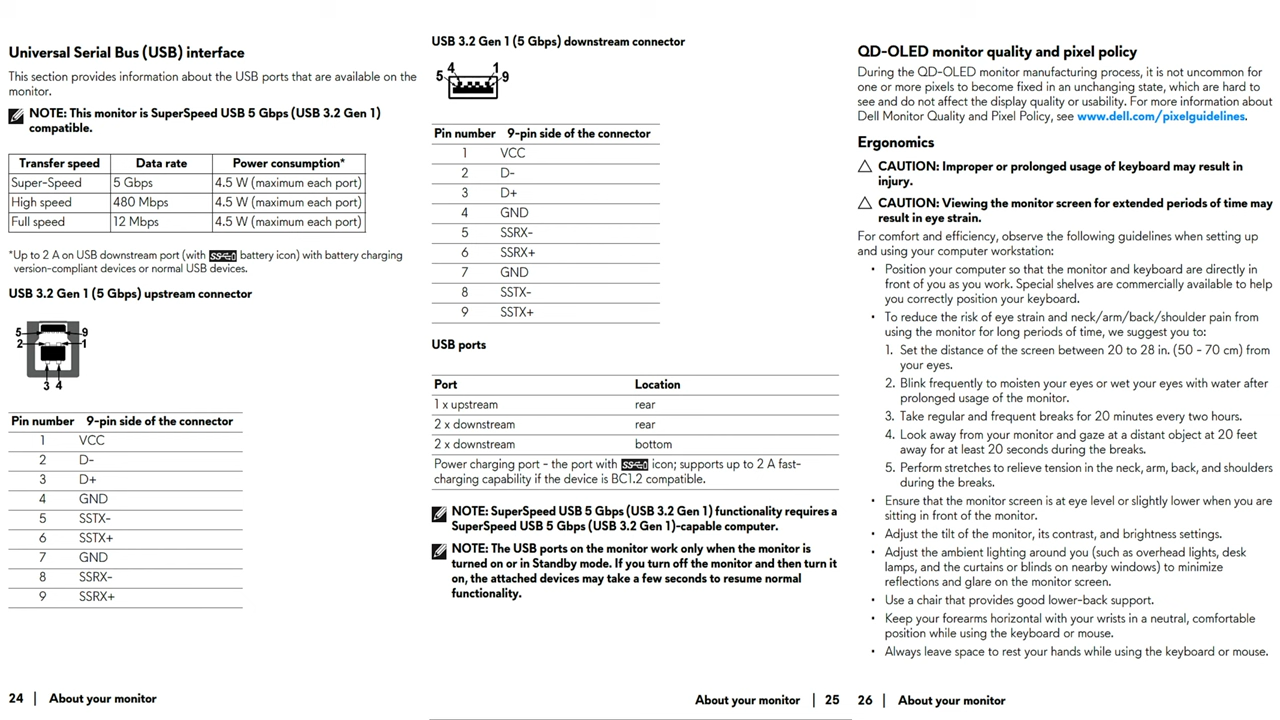 Universal Serial Bus (USB) interface
This section provides information about the USB ports that are available on the
monitor.
NOTE: This monitor is SuperSpeed USB 5 Gbps (USB 3.2 Gen 1)
compatible.
Transfer speed Data rate Power consumption*
Super-Speed 5 Gbps 4.5 W (maximum each port)
High speed 480 Mbps 4.5 W (maximum each port)
Full speed 12 Mbps 4.5 W (maximum each port)
*Up to 2 A on USB downstream port (with battery icon) with battery charging
version-compliant devices or normal USB devices.
USB 3.2 Gen 1 (5 Gbps) upstream connector
5 9
2 1
3 4
Pin number 9-pin side of the connector
1 VCC
2 D-
3 D+
4 GND
5 SSTX-
6 SSTX+
7 GND
8 SSRX-
9 SSRX+
24 | About your monitor
USB 3.2 Gen 1 (5 Gbps) downstream connector
4 1
5 9
Pin number 9-pin side of the connector
1 VCC
2 D-
3 D+
4 GND
5 SSRX-
6 SSRX+
7 GND
8 SSTX-
9 SSTX+
USB ports
Port Location
1 x upstream rear
2 x downstream rear
2 x downstream bottom
Power charging port - the port with icon; supports up to 2 A fast-
charging capability if the device is BC1.2 compatible.
NOTE: SuperSpeed USB 5 Gbps (USB 3.2 Gen 1) functionality requires a
SuperSpeed USB 5 Gbps (USB 3.2 Gen 1)-capable computer.
NOTE: The USB ports on the monitor work only when the monitor is
turned on or in Standby mode. If you turn off the monitor and then turn it
on, the attached devices may take a few seconds to resume normal
functionality.
About your monitor | 25
QD-OLED monitor quality and pixel policy
During the QD-OLED monitor manufacturing process, it is not uncommon for
one or more pixels to become fixed in an unchanging state, which are hard to
see and do not affect the display quality or usability. For more information about
Dell Monitor Quality and Pixel Policy, see www.dell.com/pixelguidelines.
Ergonomics
CAUTION: Improper or prolonged usage of keyboard may result in
injury.
CAUTION: Viewing the monitor screen for extended periods of time may
result in eye strain.
For comfort and efficiency, observe the following guidelines when setting up
and using your computer workstation:
• Position your computer so that the monitor and keyboard are directly in
front of you as you work. Special shelves are commercially available to help
you correctly position your keyboard.
• To reduce the risk of eye strain and neck/arm/back/shoulder pain from
using the monitor for long periods of time, we suggest you to:
1. Set the distance of the screen between 20 to 28 in. (50 - 70 cm) from
your eyes.
2. Blink frequently to moisten your eyes or wet your eyes with water after
prolonged usage of the monitor.
3. Take regular and frequent breaks for 20 minutes every two hours.
4. Look away from your monitor and gaze at a distant object at 20 feet
away for at least 20 seconds during the breaks.
5. Perform stretches to relieve tension in the neck, arm, back, and shoulders
during the breaks.
• Ensure that the monitor screen is at eye level or slightly lower when you are
sitting in front of the monitor.
• Adjust the tilt of the monitor, its contrast, and brightness settings.
• Adjust the ambient lighting around you (such as overhead lights, desk
lamps, and the curtains or blinds on nearby windows) to minimize
reflections and glare on the monitor screen.
• Use a chair that provides good lower-back support.
• Keep your forearms horizontal with your wrists in a neutral, comfortable
position while using the keyboard or mouse.
• Always leave space to rest your hands while using the keyboard or mouse.
26 | About your monitor